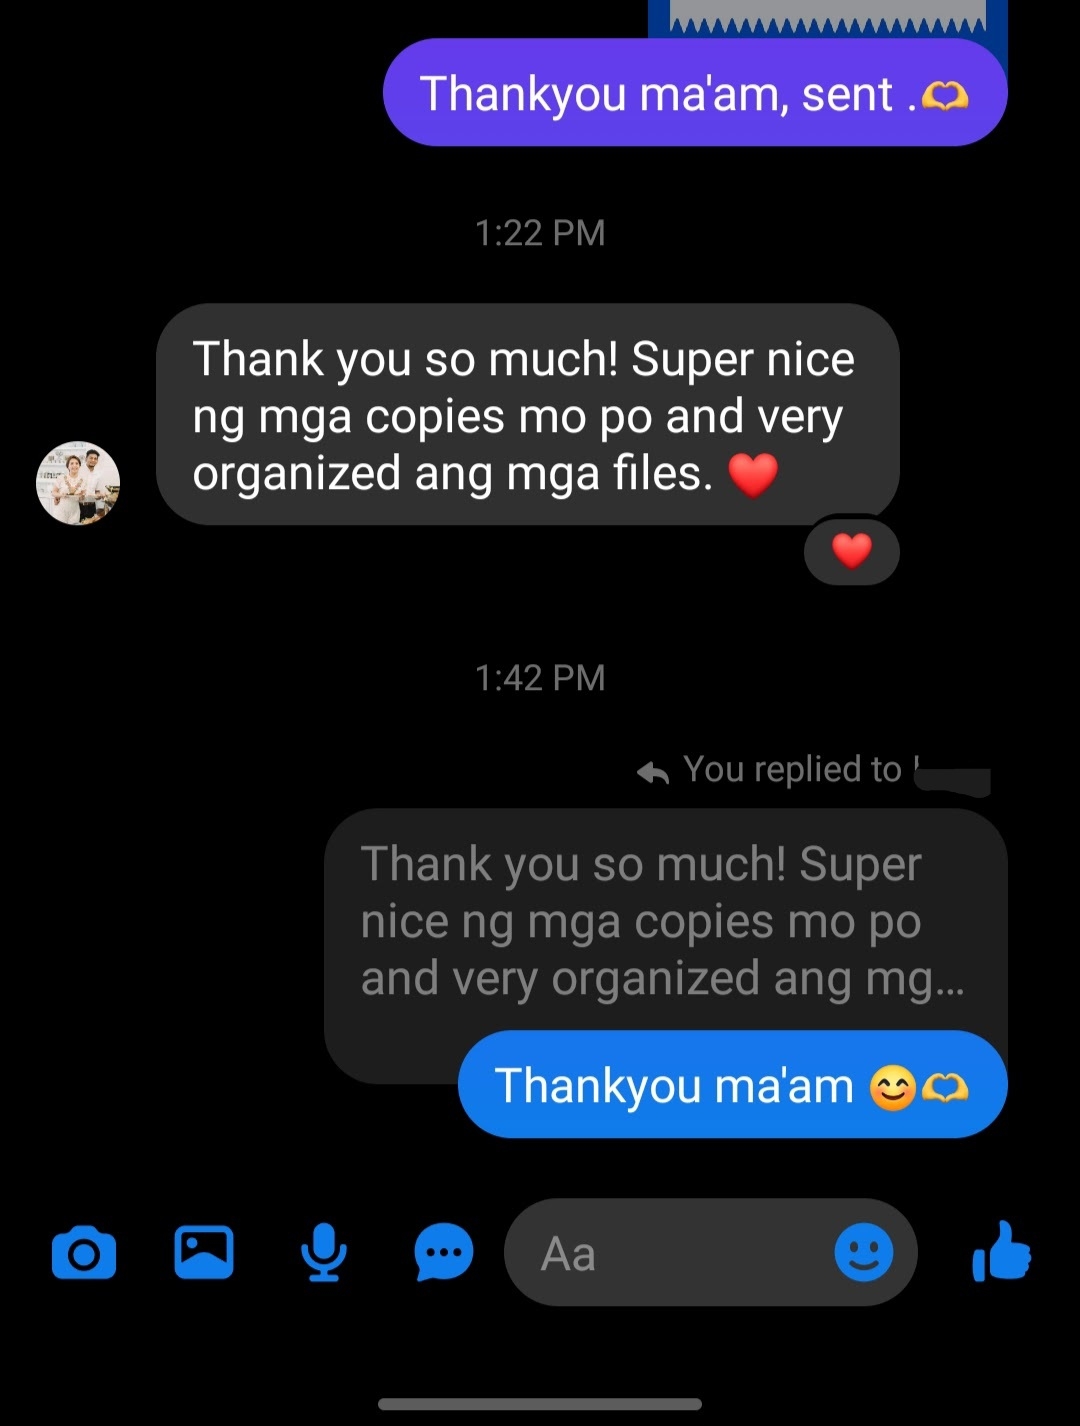 Thankyou ma'am, sent .🫶
1:22 PM
Thank you so much! Super nice
ng mga copies mo po and very
organized ang mga files. ❤️
❤️
1:42 PM
You replied to
Thank you so much! Super
nice ng mga copies mo po
and very organized ang mg...
Thankyou ma'am 😊🫶
Aa